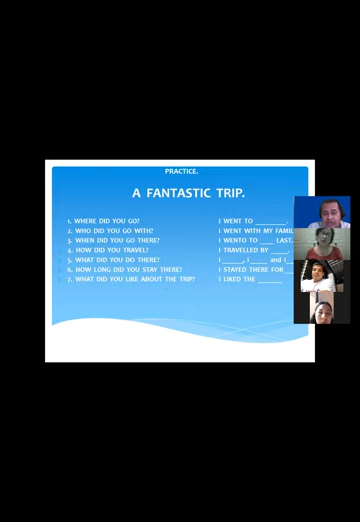 PRACTICE.
A FANTASTIC TRIP.
1. WHERE DID YOU GO? I WENT TO ________.
2. WHO DID YOU GO WITH? I WENT WITH MY FAMIL
3. WHEN DID YOU GO THERE? I WENTO TO ____ LAST.
4. HOW DID YOU TRAVEL? I TRAVELLED BY _____.
5. WHAT DID YOU DO THERE? I ______, I _____ and I__
6. HOW LONG DID YOU STAY THERE? I STAYED THERE FOR___
7. WHAT DID YOU LIKE ABOUT THE TRIP? I LIKED THE _______